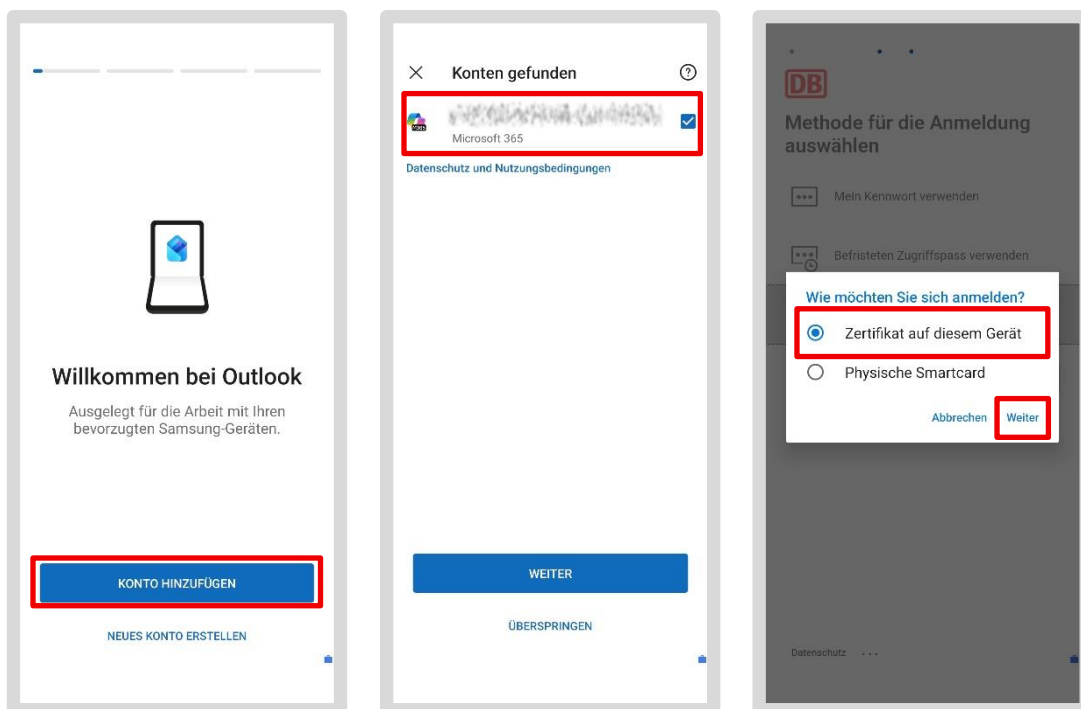 Willkommen bei Outlook
Ausgelegt für die Arbeit mit Ihren
bevorzugten Samsung-Geräten.
KONTO HINZUFÜGEN
NEUES KONTO ERSTELLEN
Konten gefunden
M365
Microsoft 365
Datenschutz und Nutzungsbedingungen
WEITER
ÜBERSPRINGEN
DB
Methode für die Anmeldung
auswählen
Mein Kennwort verwenden
Befristeten Zugriffspass verwenden
Wie möchten Sie sich anmelden?
Zertifikat auf diesem Gerät
Physische Smartcard
Abbrechen Weiter
Datenschutz ...